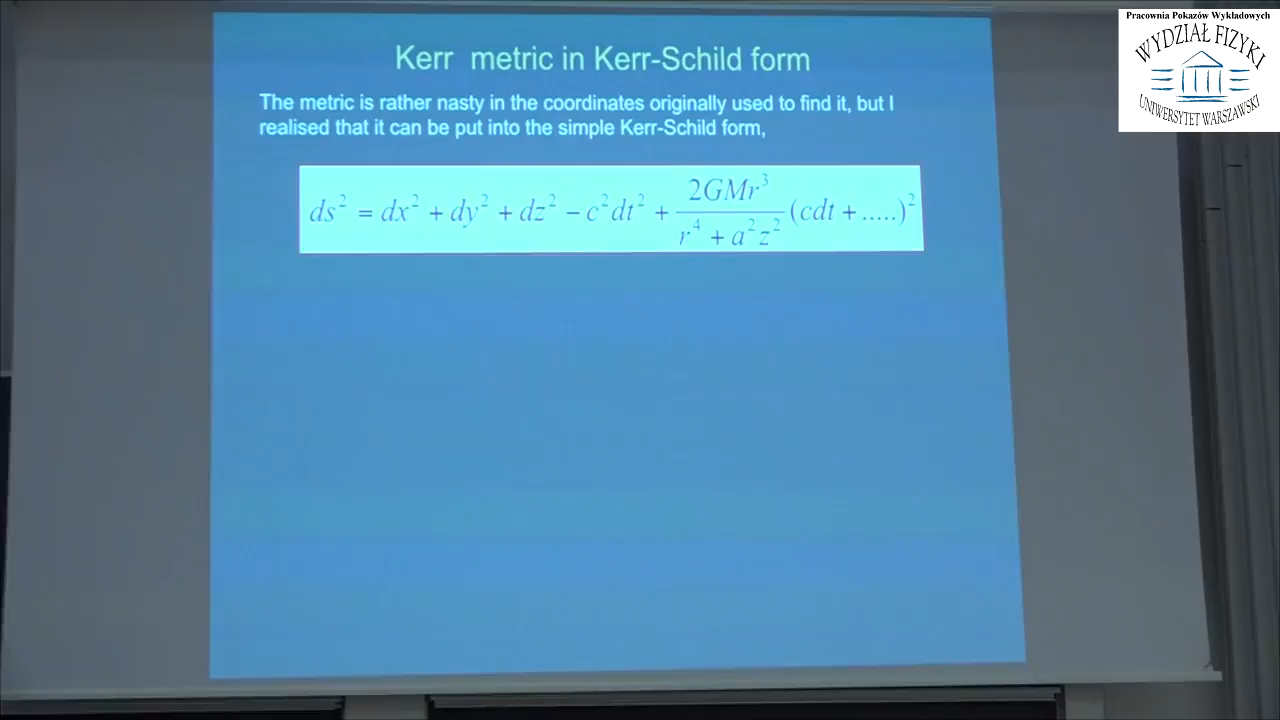 Kerr metric in Kerr-Schild form
The metric is rather nasty in the coordinates originally used to find it, but I
realised that it can be put into the simple Kerr-Schild form,
ds² = dx² + dy² + dz² − c²dt² + 2GMr³ / r⁴ + a²z² (cdt + .....)²
Pracownia Pokazów Wykładowych
WYDZIAŁ FIZYKI
UNIWERSYTET WARSZAWSKI